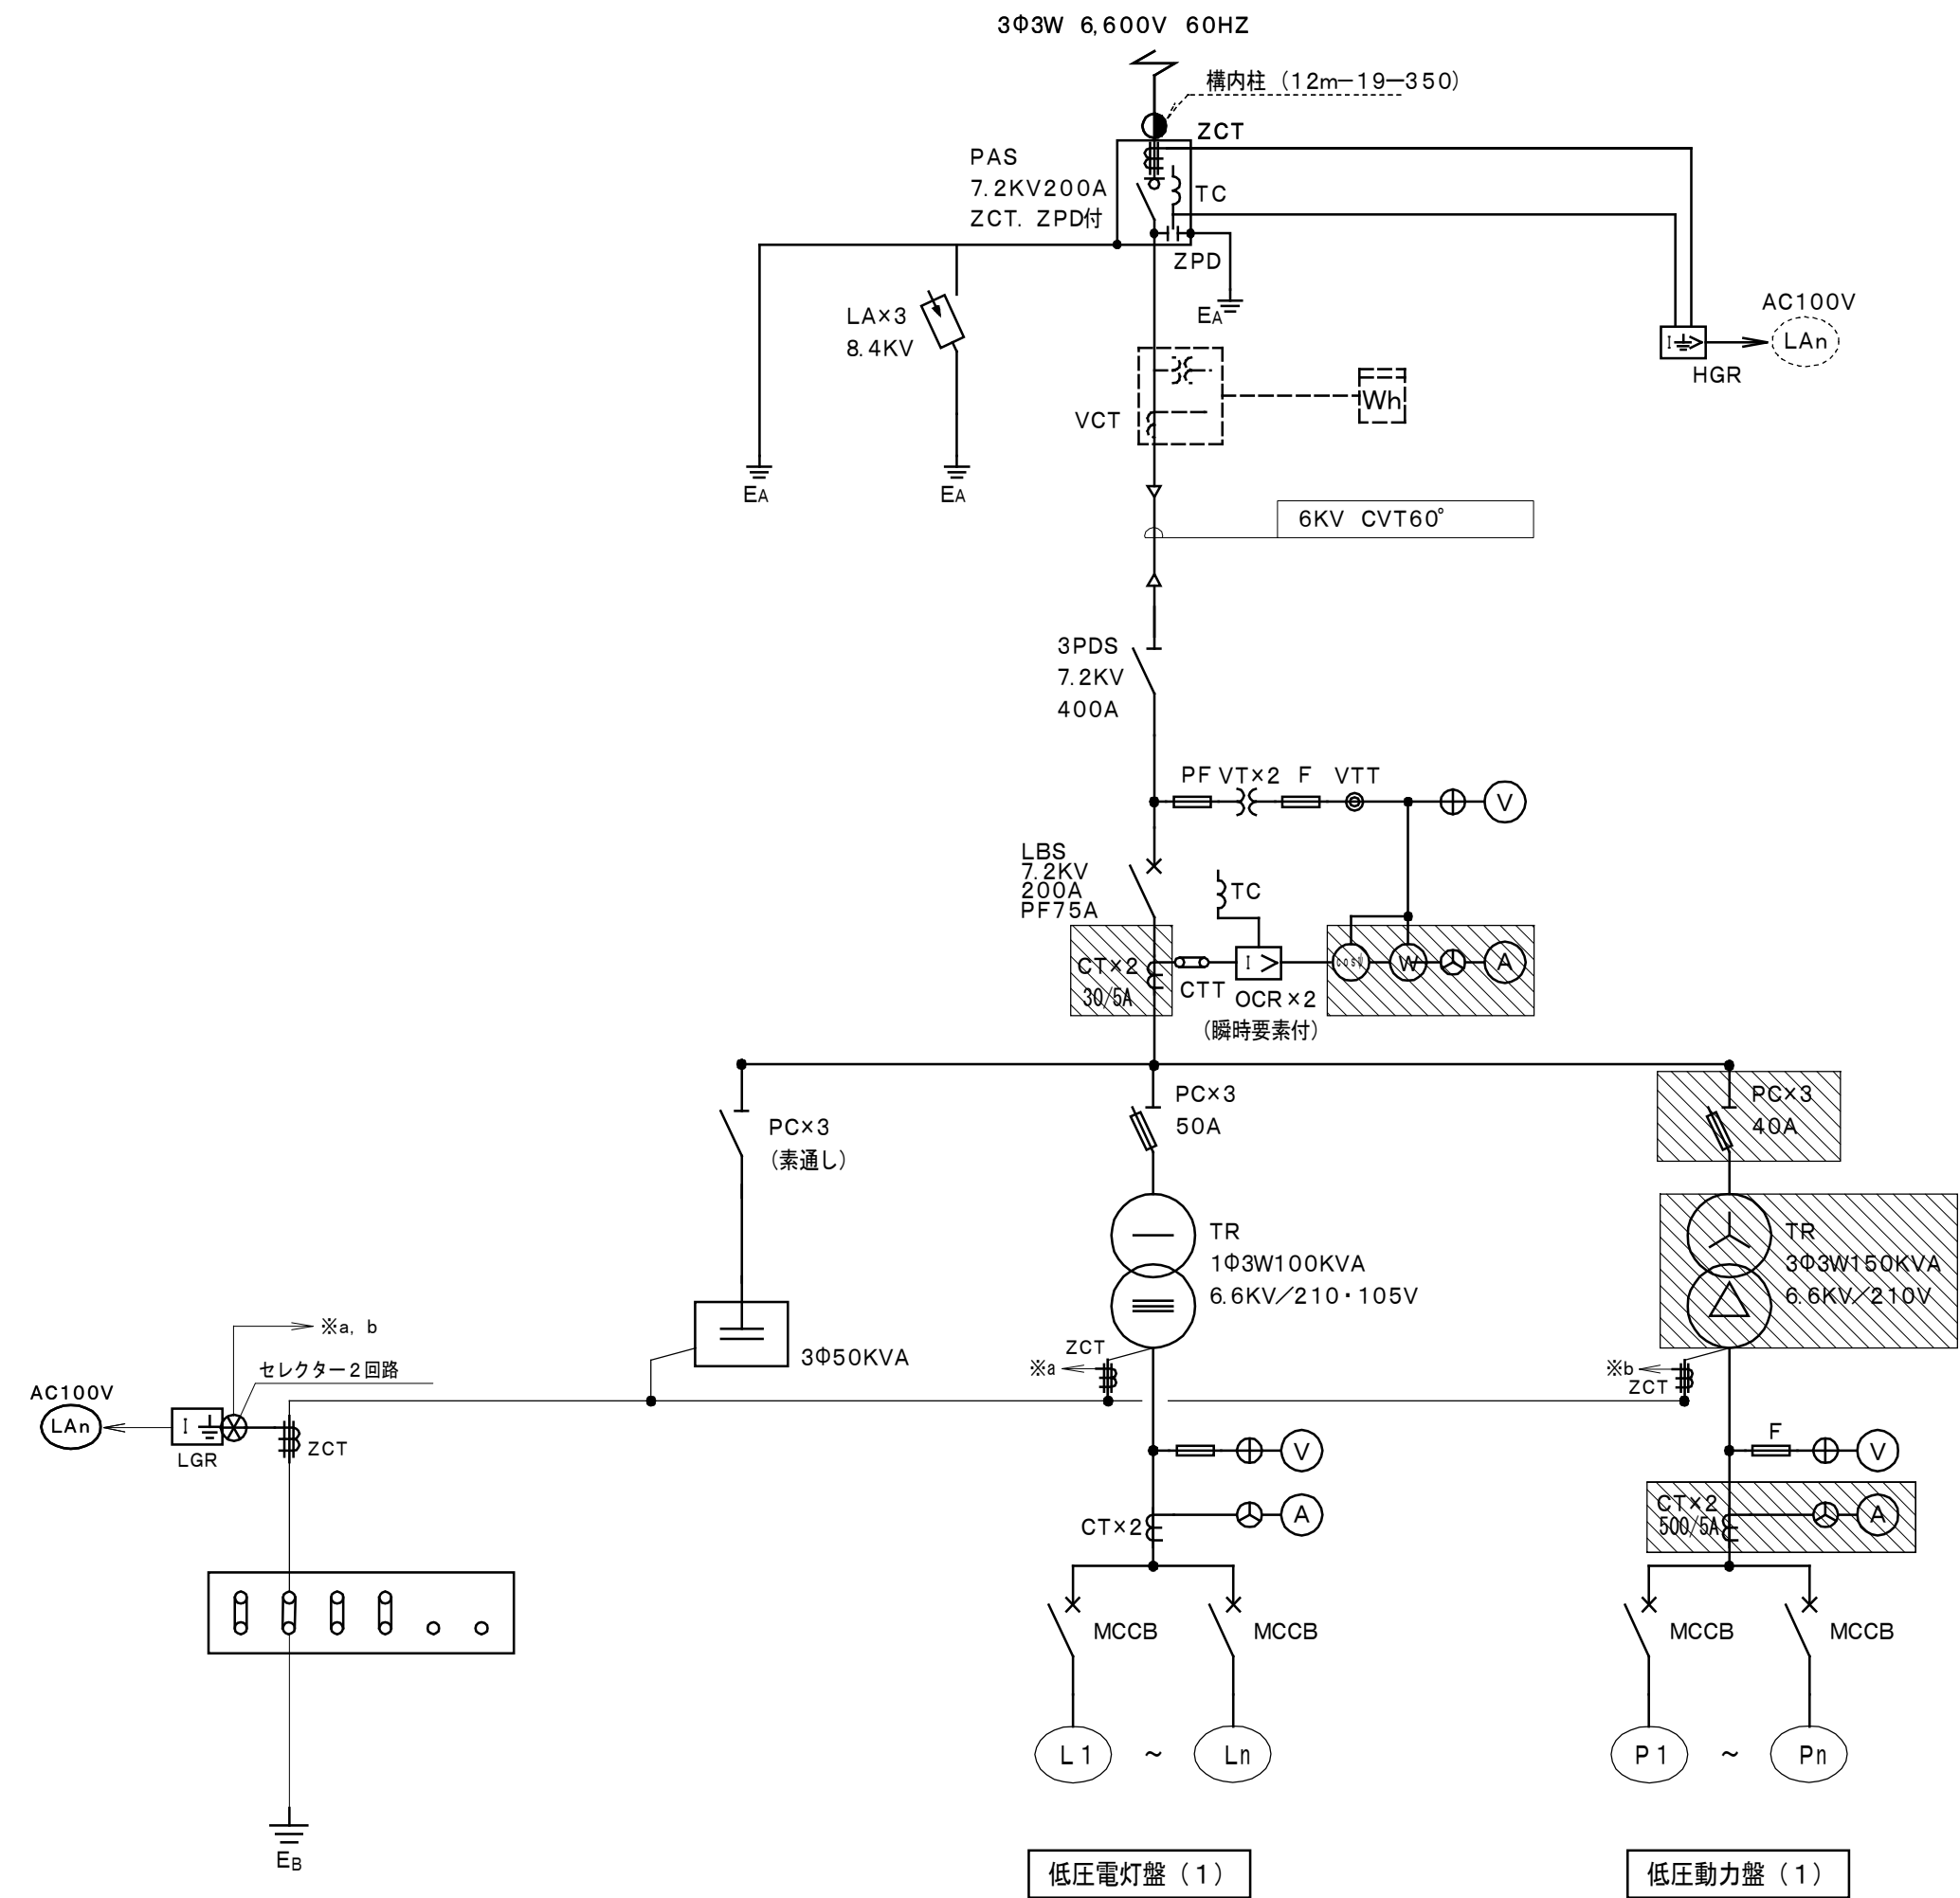 3Φ3W 6,600V 60HZ
構内柱 (12m−19−350)
ZCT
PAS
7.2KV200A
ZCT. ZPD付
TC
ZPD
EA
LA×3
8.4KV
EA
EA
AC100V
LAn
I
HGR
VCT
Wh
6KV CVT60°
3PDS
7.2KV
400A
PF VT×2 F VTT
V
LBS
7.2KV
200A
PF75A
TC
CT×2
30/5A
CTT
I >
OCR×2
(瞬時要素付)
W
A
PC×3
(素通し)
PC×3
50A
PC×3
40A
TR
1Φ3W100KVA
6.6KV/210・105V
TR
3Φ3W150KVA
6.6KV/210V
3Φ50KVA
ZCT
※a
※b
ZCT
※a, b
セレクター2回路
AC100V
LAn
I
LGR
ZCT
V
F
V
CT×2
A
CT×2
500/5A
A
MCCB
MCCB
MCCB
MCCB
L1 ~ Ln
P1 ~ Pn
EB
低圧電灯盤(1)
低圧動力盤(1)